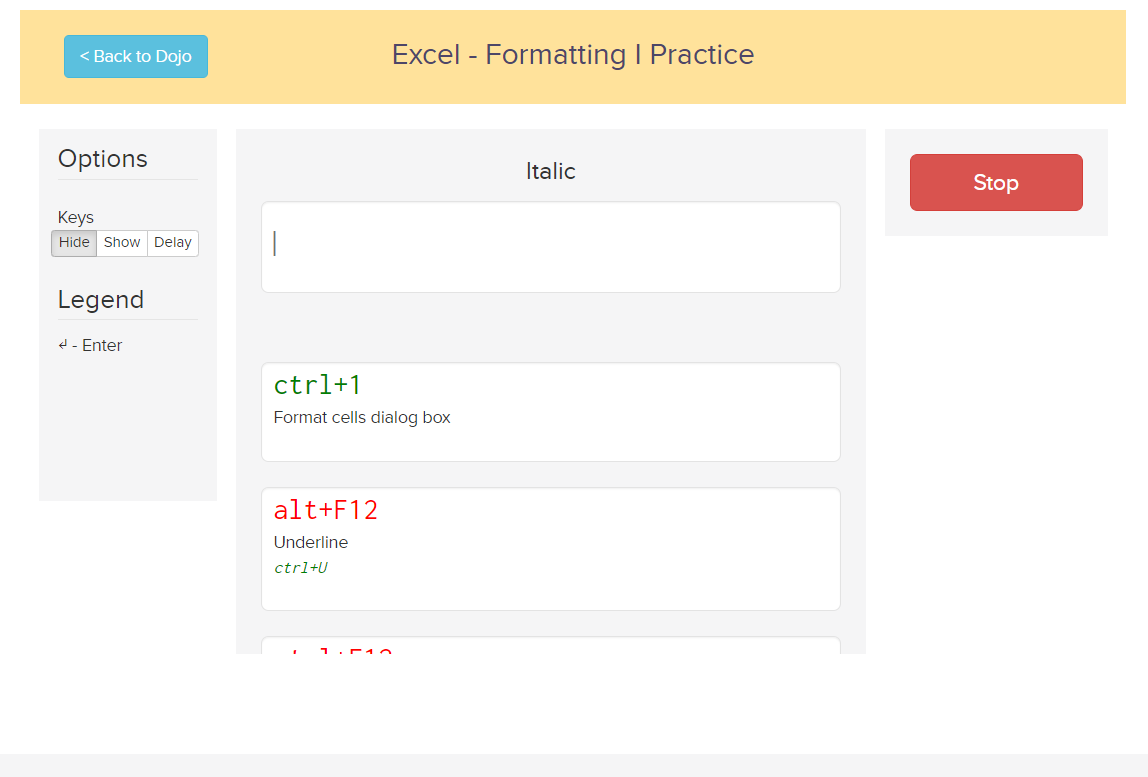 < Back to Dojo
Excel - Formatting I Practice
Options
Keys
Hide Show Delay
Legend
↲ - Enter
Italic
ctrl+1
Format cells dialog box
alt+F12
Underline
ctrl+U
Stop